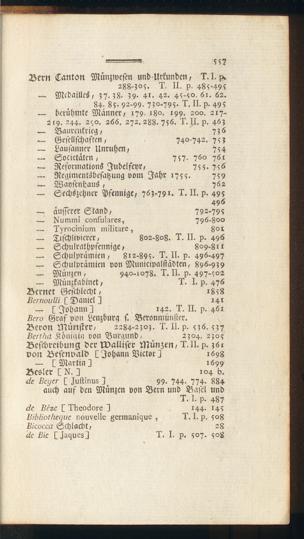 557
Bern Canton Münzwesen und Urkunden, T. I. p.
288-305. T. II. p. 485-495
— Medailles, 37. 38. 39. 41. 42. 45-50. 61. 62.
84. 85. 92-99. 730-795. T. II. p. 495
— berühmte Männer, 179. 180. 199. 200. 217-
219. 244. 250. 266. 272. 288. 756. T. II. p. 463
— Baurenkrieg, 736
— Gesellschaften, 740-742. 753
— Lausanner Unruhen, 754
— Societäten, 757. 760 761
— Reformations Jubelfeyr, 755. 756
— Regimentsbesatzung vom Jahr 1755. 759
— Waysenhaus, 762
— Sechszehner Pfennige, 763-791. T. II. p. 495
496
— äusserer Stand, 792-795
— Nummi consulares, 796-800
— Tyrocinium militare, 801
— Tischlivierer, 802-808. T. II. p. 496
— Schulrathpfennige, 809-811
— Schulprämien, 812-895. T. II. p. 496-497
— Schulprämien von Municipalstädten, 896-939
— Münzen, 940-1078. T. II. p. 497-502
— Münzkabinet, T. I. p. 476
Bernet Geschlecht, 1858
Bernoulli [ Daniel ] 141
— [ Johann ] 142. T. II. p. 461
Bero Graf von Lenzburg s. Beromünster.
Beron Münster, 2284-2303. T. II. p. 536. 537
Bertha Königin von Burgund, 2304. 2305
Beschreibung der Walliser Münzen, T. II. p. 361
von Besenwald [ Johann Victor ] 1698
— [ Martin ] 1699
Besler [ N. ] 104 b.
de Beyer [ Justinus ] 99. 744. 774. 884
auch auf den Münzen von Bern und Basel und
T. I. p. 487
de Béze [ Theodore ] 144. 145
Bibliotheque nouvelle germanique, T. I. p. 508
Bicocca Schlacht, 28
de Bie [ Jaques ] T. I. p. 507. 508